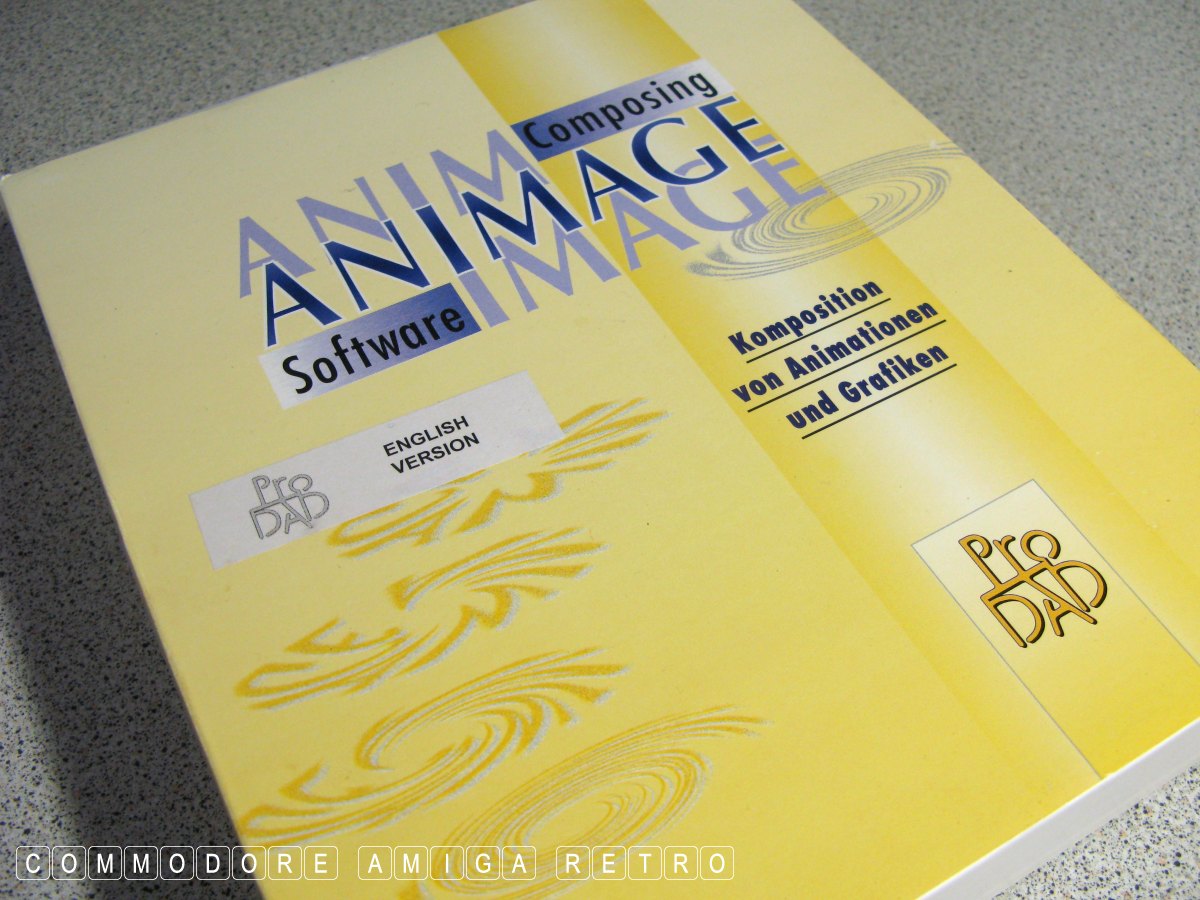 Composing
ANIM
ANIMAGE
IMAGE
Software
Komposition
von Animationen
und Grafiken
ENGLISH
VERSION
Pro
DAD
Pro
DAD
COMMODORE AMIGA RETRO